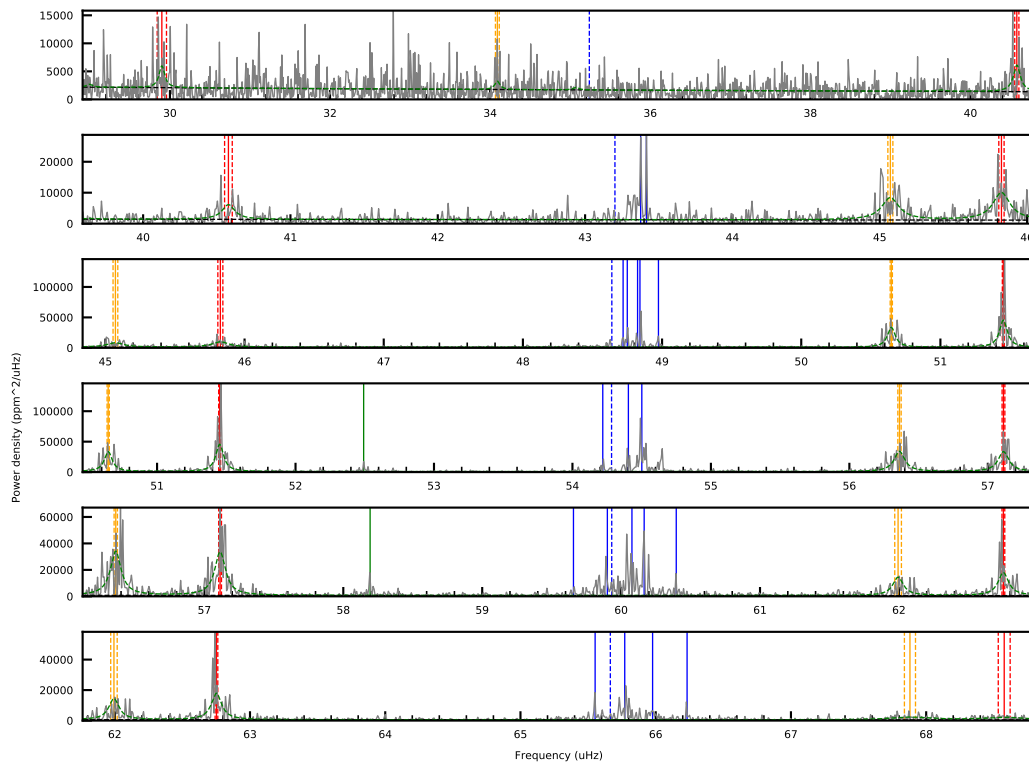 15000
10000
5000
0
30 32 34 36 38 40
20000
10000
0
40 41 42 43 44 45 46
100000
50000
0
45 46 47 48 49 50 51
Power density (ppm^2/uHz)
100000
50000
0
51 52 53 54 55 56 57
60000
40000
20000
0
57 58 59 60 61 62
40000
20000
0
62 63 64 65 66 67 68
Frequency (uHz)